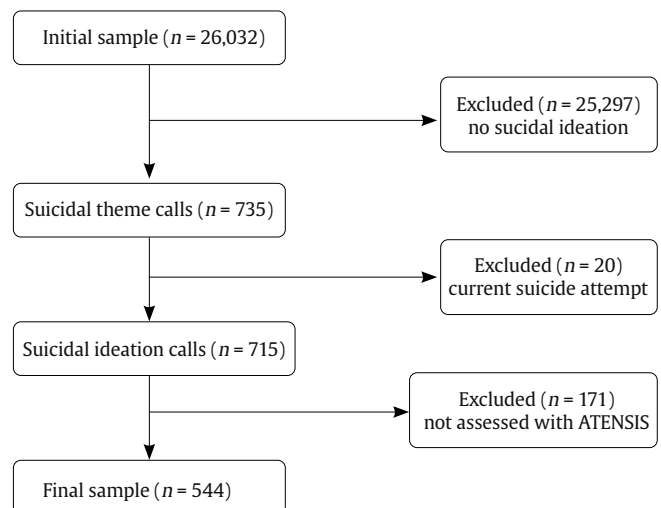 Initial sample (n = 26,032)
Excluded (n = 25,297)
no sucidal ideation
Suicidal theme calls (n = 735)
Excluded (n = 20)
current suicide attempt
Suicidal ideation calls (n = 715)
Excluded (n = 171)
not assessed with ATENSIS
Final sample (n = 544)